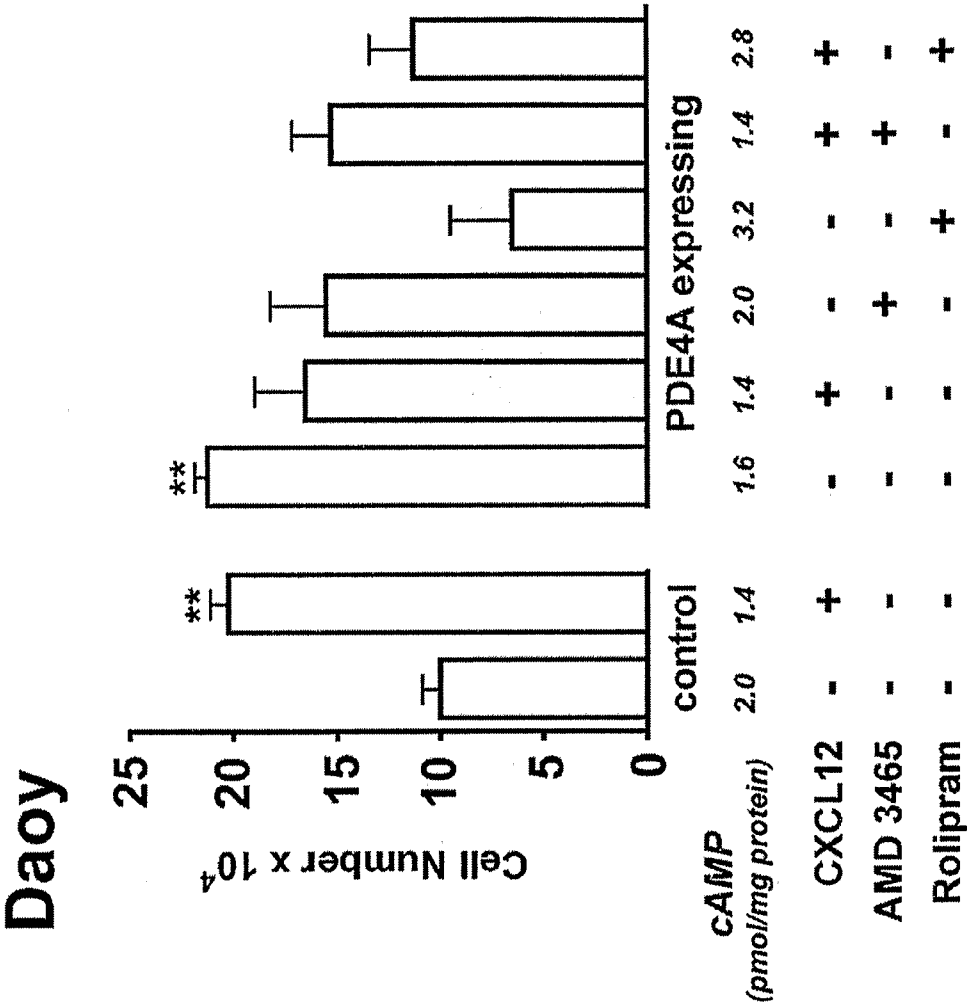 Daoy
Cell Number x 10⁴
25
20
15
10
5
0
** **
control PDE4A expressing
cAMP 2.0 1.4 1.6 1.4 2.0 3.2 1.4 2.8
(pmol/mg protein)
CXCL12 - + - + - - + +
AMD 3465 - - - - + - + -
Rolipram - - - - - + - +